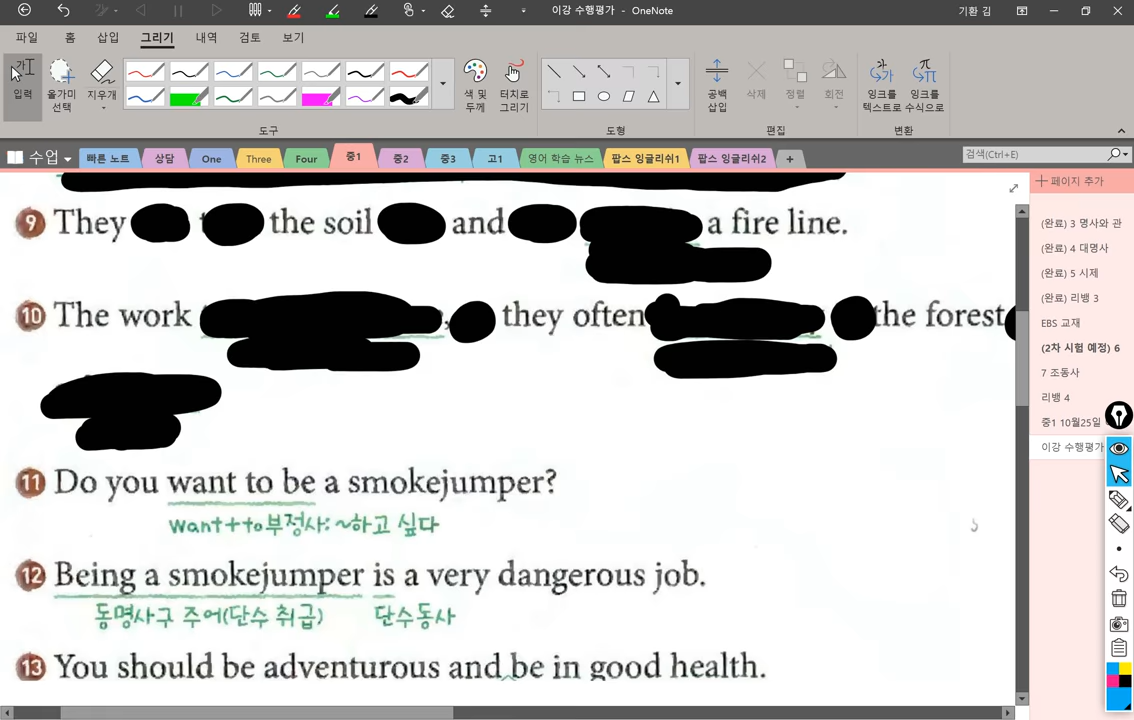 이강 수행평가 - OneNote
기환 김
파일 홈 삽입 그리기 내역 검토 보기
입력
올가미 선택
지우개
색 및 두께
터치로 그리기
공백 삽입
삭제
정렬
회전
잉크를 텍스트로
잉크를 수식으로
도구 도형 편집 변환
수업 빠른 노트 상담 One Three Four 중1 중2 중3 고1 영어 학습 뉴스 팝스 잉글리쉬1 팝스 잉글리쉬2 +
검색(Ctrl+E)
페이지 추가
(완료) 3 명사와 관
(완료) 4 대명사
(완료) 5 시제
(완료) 리뱅 3
EBS 교재
(2차 시험 예정) 6
7 조동사
리뱅 4
중1 10월25일
이강 수행평가
9 They the soil and a fire line.
10 The work , they often the forest
11 Do you want to be a smokejumper?
want+to부정사: ~하고 싶다
12 Being a smokejumper is a very dangerous job.
동명사구 주어(단수 취급) 단수동사
13 You should be adventurous and be in good health.